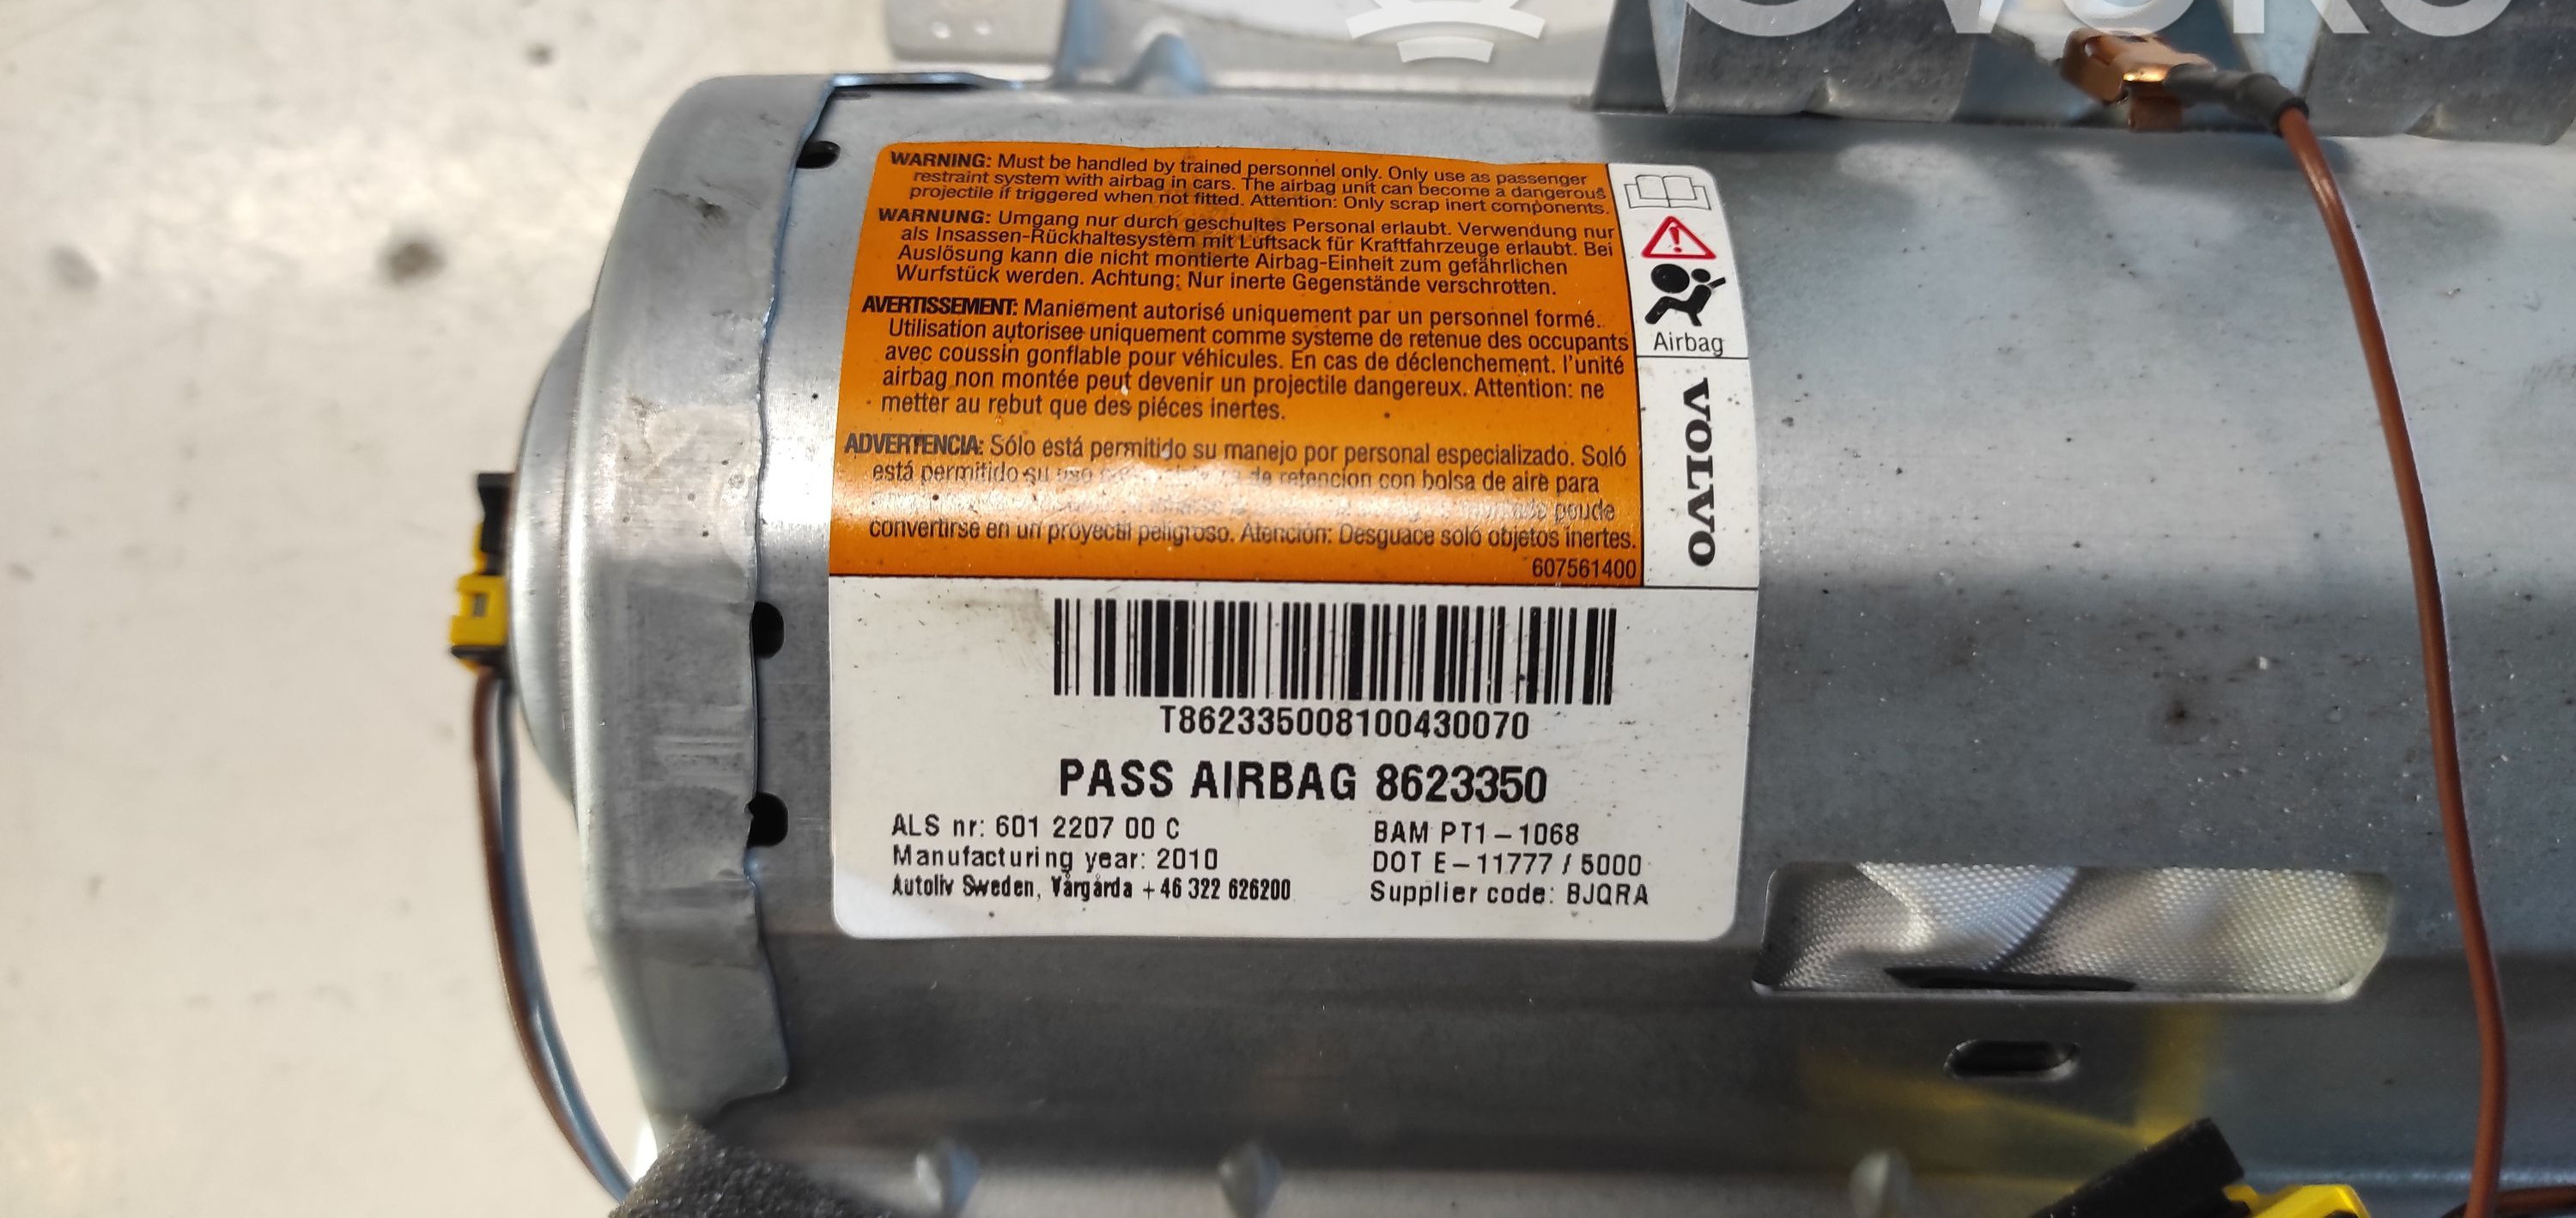 WARNING: Must be handled by trained personnel only. Only use as passenger
restraint system with airbag in cars. The airbag unit can become a dangerous
projectile if triggered when not fitted. Attention: Only scrap inert components.
WARNUNG: Umgang nur durch geschultes Personal erlaubt. Verwendung nur
als Insassen-Rückhaltesystem mit Luftsack für Kraftfahrzeuge erlaubt. Bei
Auslösung kann die nicht montierte Airbag-Einheit zum gefährlichen
Wurfstück werden. Achtung: Nur inerte Gegenstände verschrotten.
AVERTISSEMENT: Maniement autorisé uniquement par un personnel formé.
Utilisation autorisee uniquement comme systeme de retenue des occupants
avec coussin gonflable pour véhicules. En cas de déclenchement. l'unité
airbag non montée peut devenir un projectile dangereux. Attention: ne
metter au rebut que des piéces inertes.
ADVERTENCIA: Sólo está permitido su manejo por personal especializado. Soló
está permitido su uso de retencion con bolsa de aire para
poude
convertirse en un proyectil peligroso. Atención: Desguace soló objetos inertes.
607561400
Airbag
VOLVO
T862335008100430070
PASS AIRBAG 8623350
ALS nr: 601 2207 00 C
Manufacturing year: 2010
Autoliv Sweden, Vårgårda +46 322 626200
BAM PT1-1068
DOT E-11777 / 5000
Supplier code: BJQRA